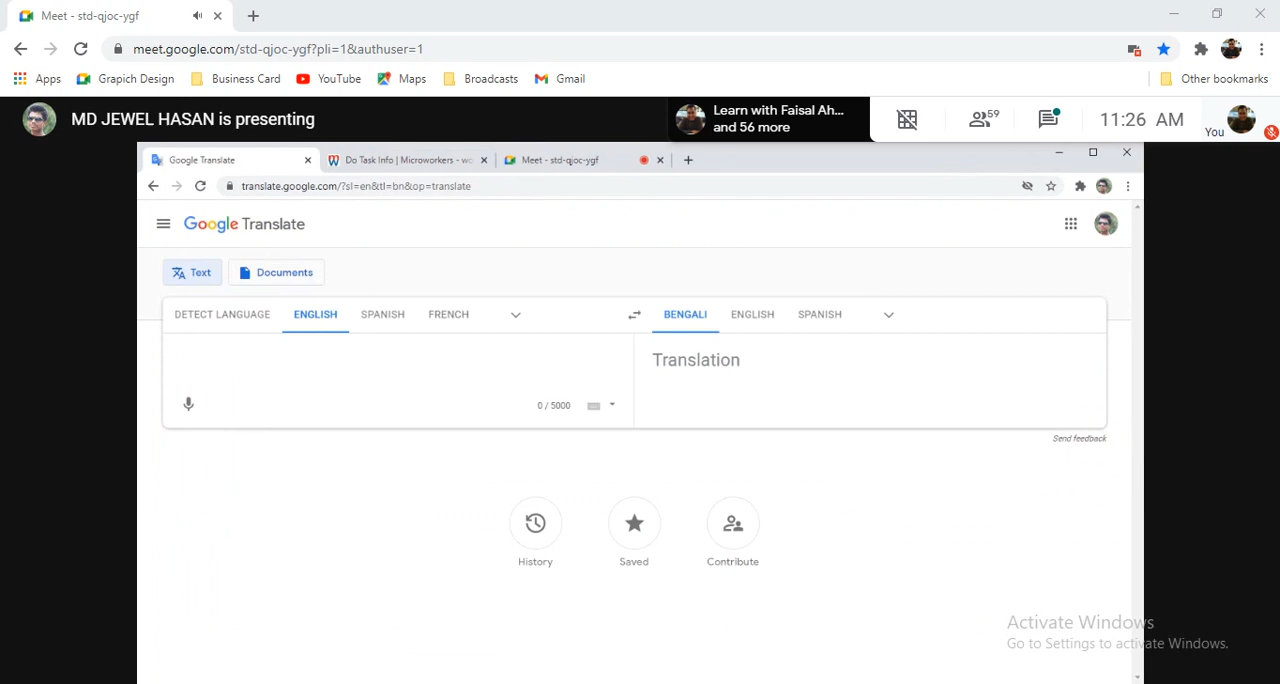 Meet - std-qjoc-ygf
meet.google.com/std-qjoc-ygf?pli=1&authuser=1
Apps Grapich Design Business Card YouTube Maps Broadcasts Gmail Other bookmarks
MD JEWEL HASAN is presenting
Learn with Faisal Ah...
and 56 more
59
11:26 AM
You
Google Translate Do Task Info | Microworkers - wo Meet - std-qjoc-ygf
translate.google.com/?sl=en&tl=bn&op=translate
Google Translate
Text Documents
DETECT LANGUAGE ENGLISH SPANISH FRENCH BENGALI ENGLISH SPANISH
Translation
0 / 5000
Send feedback
History Saved Contribute
Activate Windows
Go to Settings to activate Windows.